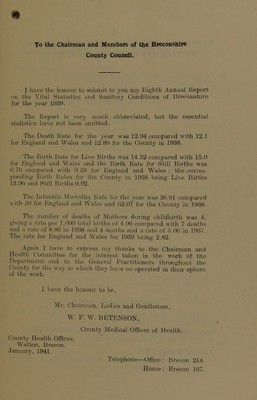 To the Chairman and Members of the Breconshire
County Council.
I have the honour to submit to you my Eighth Annual Report
on the Vital Statistics and Sanitary Conditions of Breconshire
for the year 1939.
The Report is very much abbreviated, but the essential
statistics have not been omitted.
The Death Rate for the year was 12.94 compared with 12.1
for England and Wales and 12.89 for the County in 1938.
The Birth Rate for Live Births was 14.52 compared with 15.0
for England and Wales and the Birth Rate for Still Births was
0.76 compared with 0.59 for England and Wales; the corres-
ponding Birth Rates for the County in 1938 being Live Births
13.96 and Still Births 0.92.
The Infantile Mortality Rate for the year was 50.91 compared
with 50 for England and Wales and 62.07 for the County in 1938.
The number of deaths of Mothers during childbirth was 4,
giving a rate per 1,000 total births of 4.96 compared with 7 deaths
and a rate of 8.86 in 1938 and 4 deaths and a rate of 5.06 in 1937.
The rate for England and Wales for 1939 being 2.82.
Again I have to express my thanks to the Chairman and
Health Committee for the interest taken in the work of the
Department and to the General Practitioners throughout the
County for the way in which they have co-operated in their sphere
of the work.
I have the honour to be,
Mr. Chairman, Ladies and Gentlemen,
W. F. W. BETENSON,
County Medical Officer of Health.
County Health Offices,
Watton, Brecon.
January, 1941.
Telephone—Office: Brecon 214.
Home: Brecon 167.